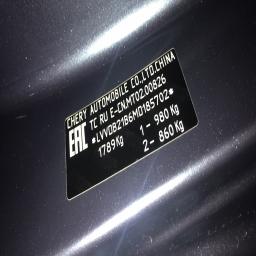 CHERY AUTOMOBILE CO.,LTD.CHINA
TC RU E-CN.MT02.00826
EAC
*LVVDB21B6MD185702*
1789Kg
1- 980 Kg
2- 860 Kg